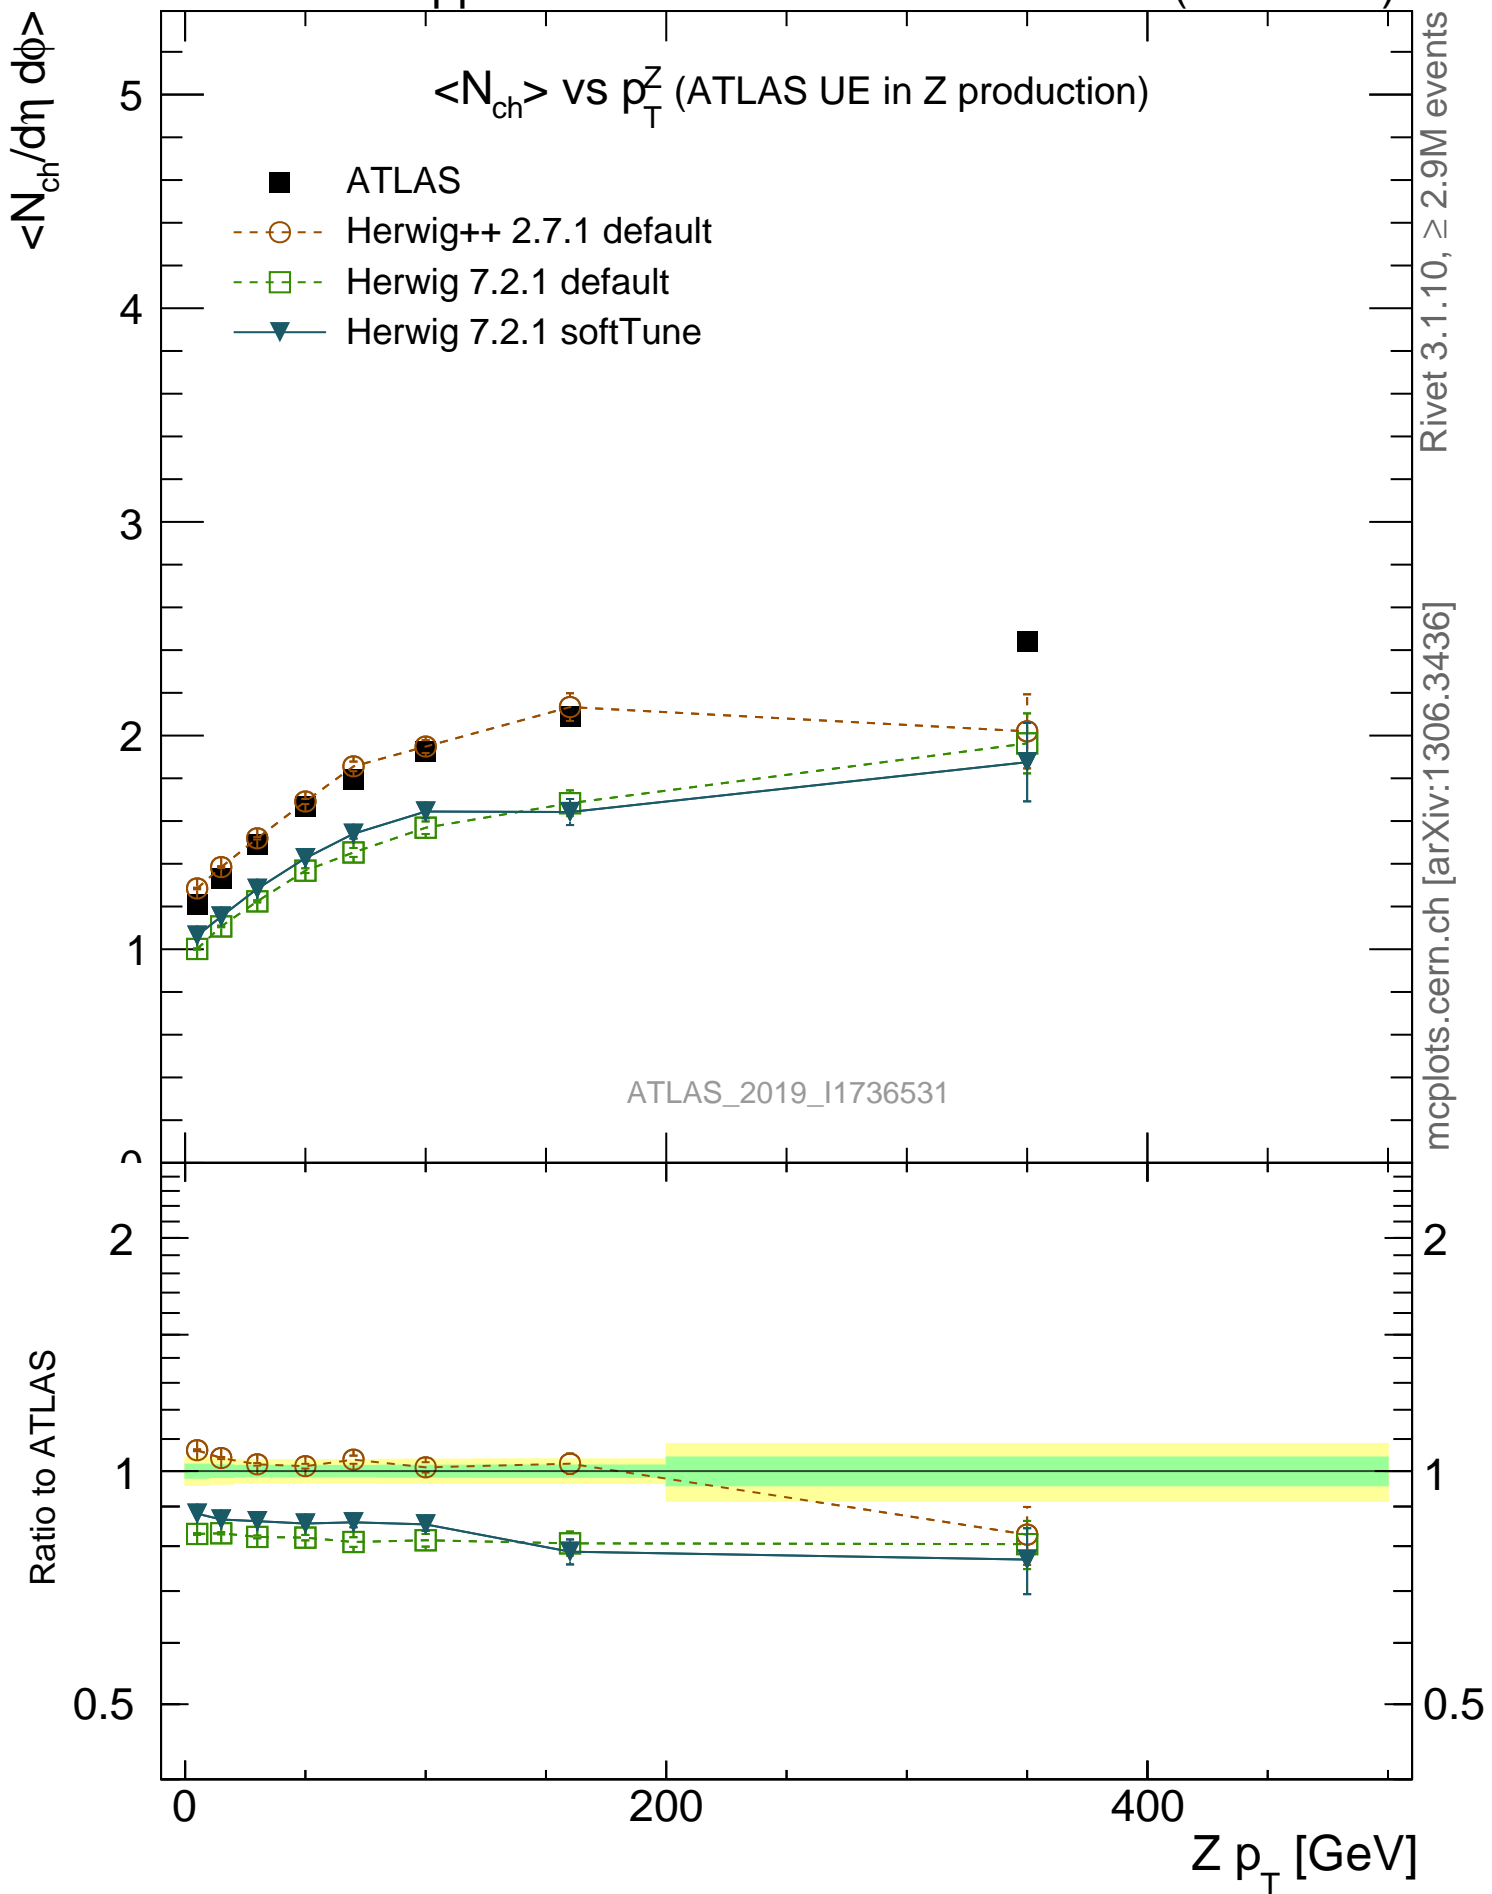 pp
<N_ch/dη dφ>
<N_ch> vs p_T^Z (ATLAS UE in Z production)
ATLAS
Herwig++ 2.7.1 default
Herwig 7.2.1 default
Herwig 7.2.1 softTune
5
4
3
2
1
0
ATLAS_2019_I1736531
Rivet 3.1.10, ≥ 2.9M events
mcplots.cern.ch [arXiv:1306.3436]
Ratio to ATLAS
2
1
0.5
2
1
0.5
0
200
400
Z p_T [GeV]